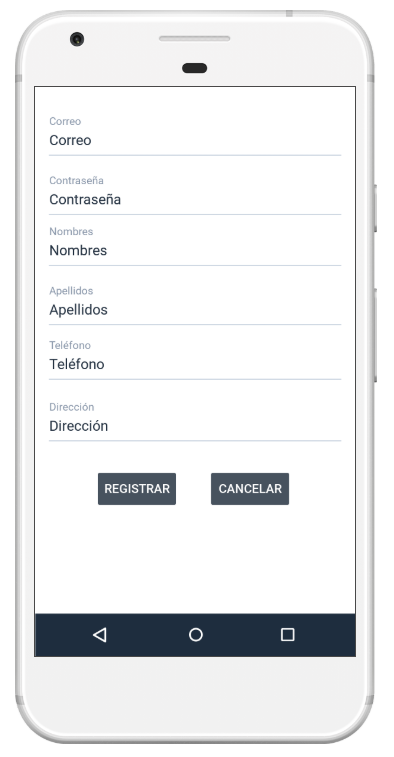 Correo
Correo
Contraseña
Contraseña
Nombres
Nombres
Apellidos
Apellidos
Teléfono
Teléfono
Dirección
Dirección
REGISTRAR CANCELAR